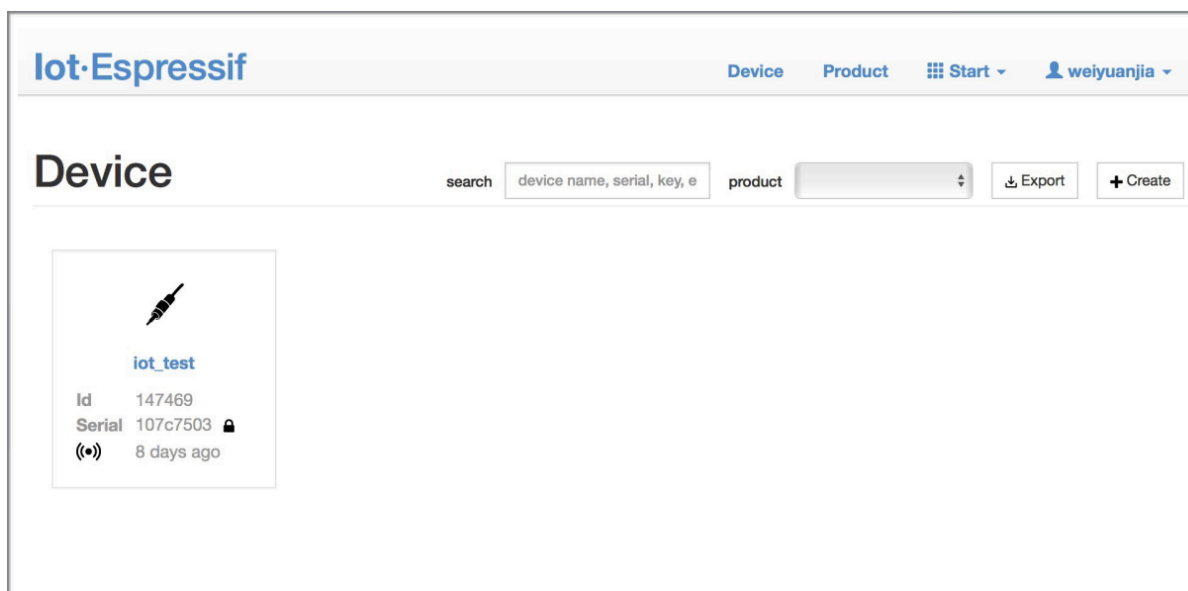 Iot·Espressif Device Product Start weiyuanjia
Device search device name, serial, key, e product Export Create
iot_test
Id 147469
Serial 107c7503
8 days ago